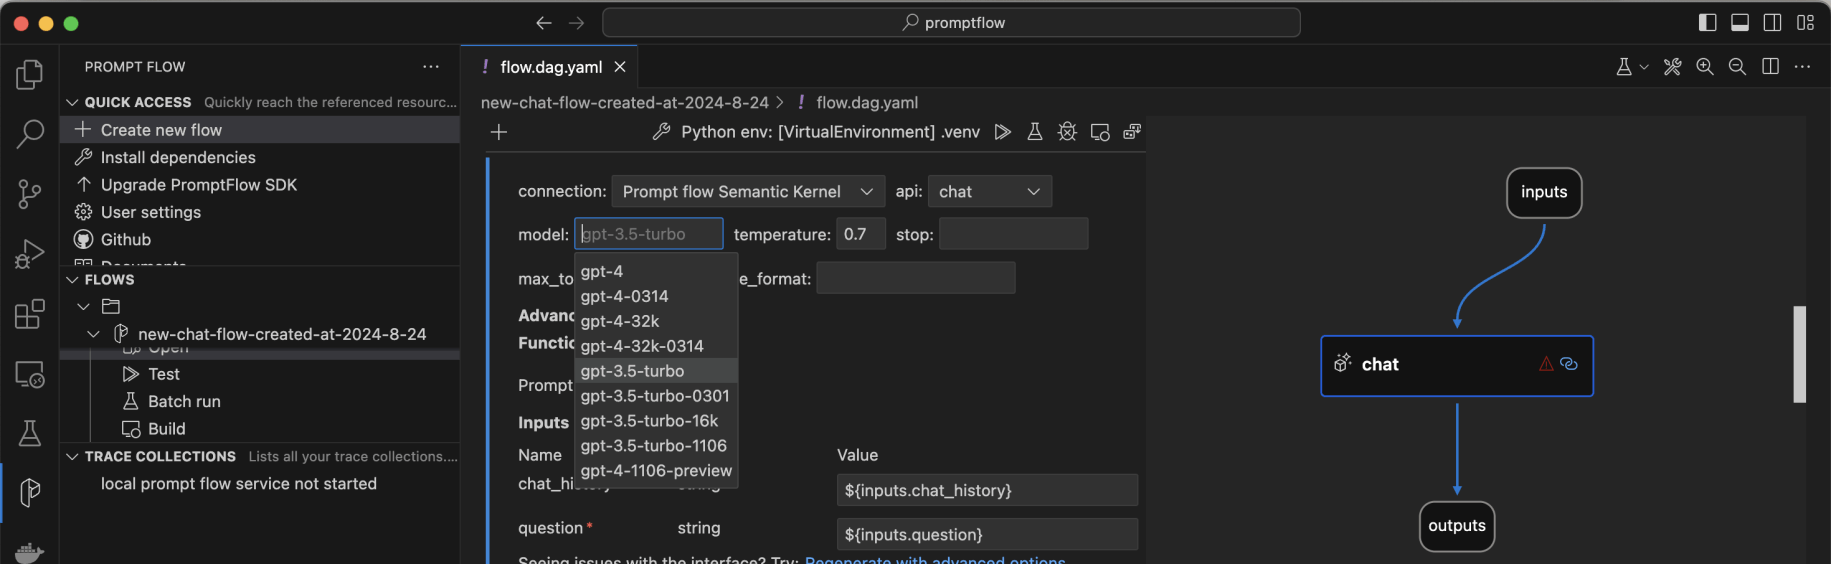 promptflow
PROMPT FLOW
QUICK ACCESS Quickly reach the referenced resourc...
Create new flow
Install dependencies
Upgrade PromptFlow SDK
User settings
Github
Documents
FLOWS
new-chat-flow-created-at-2024-8-24
Open
Test
Batch run
Build
TRACE COLLECTIONS Lists all your trace collections....
local prompt flow service not started
! flow.dag.yaml
new-chat-flow-created-at-2024-8-24 > ! flow.dag.yaml
Python env: [VirtualEnvironment] .venv
connection: Prompt flow Semantic Kernel api: chat
model: gpt-3.5-turbo temperature: 0.7 stop:
max_to e_format:
Advanc
Functio
Prompt
gpt-4
gpt-4-0314
gpt-4-32k
gpt-4-32k-0314
gpt-3.5-turbo
gpt-3.5-turbo-0301
gpt-3.5-turbo-16k
gpt-3.5-turbo-1106
gpt-4-1106-preview
Inputs
Name Value
chat_history string ${inputs.chat_history}
question* string ${inputs.question}
Seeing issues with the interface? Try: Regenerate with advanced options
inputs
chat
outputs